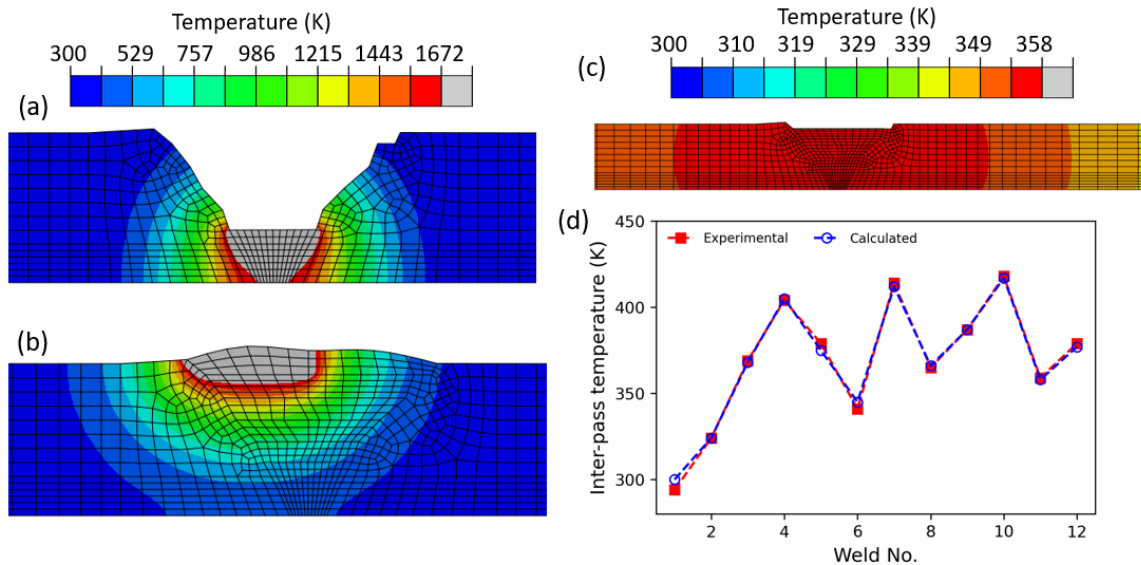 Temperature (K)
300 529 757 986 1215 1443 1672
(a)
(b)
Temperature (K)
300 310 319 329 339 349 358
(c)
(d)
Experimental Calculated
Inter-pass temperature (K)
450
400
350
300
2 4 6 8 10 12
Weld No.